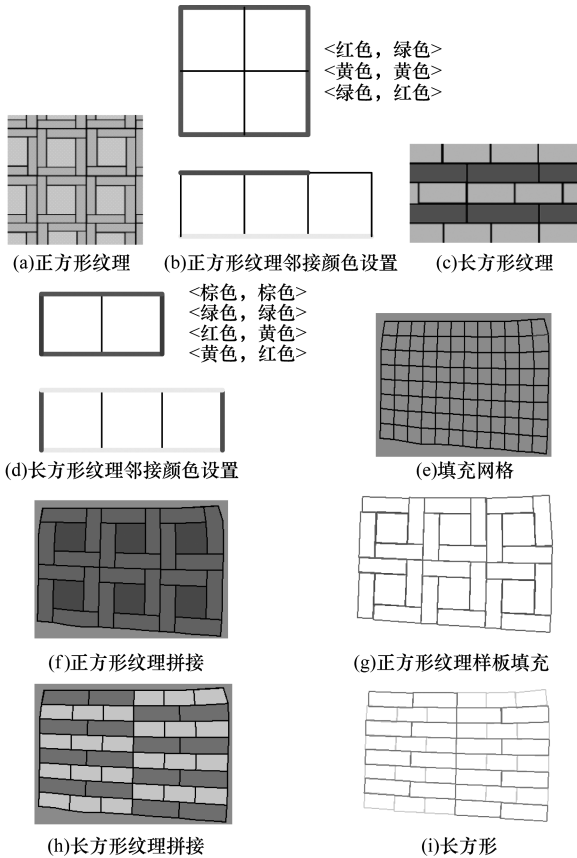 <红色，绿色>
<黄色，黄色>
<绿色，红色>
(a)正方形纹理
(b)正方形纹理邻接颜色设置
(c)长方形纹理
<棕色，棕色>
<绿色，绿色>
<红色，黄色>
<黄色，红色>
(d)长方形纹理邻接颜色设置
(e)填充网格
(f)正方形纹理拼接
(g)正方形纹理样板填充
(h)长方形纹理拼接
(i)长方形